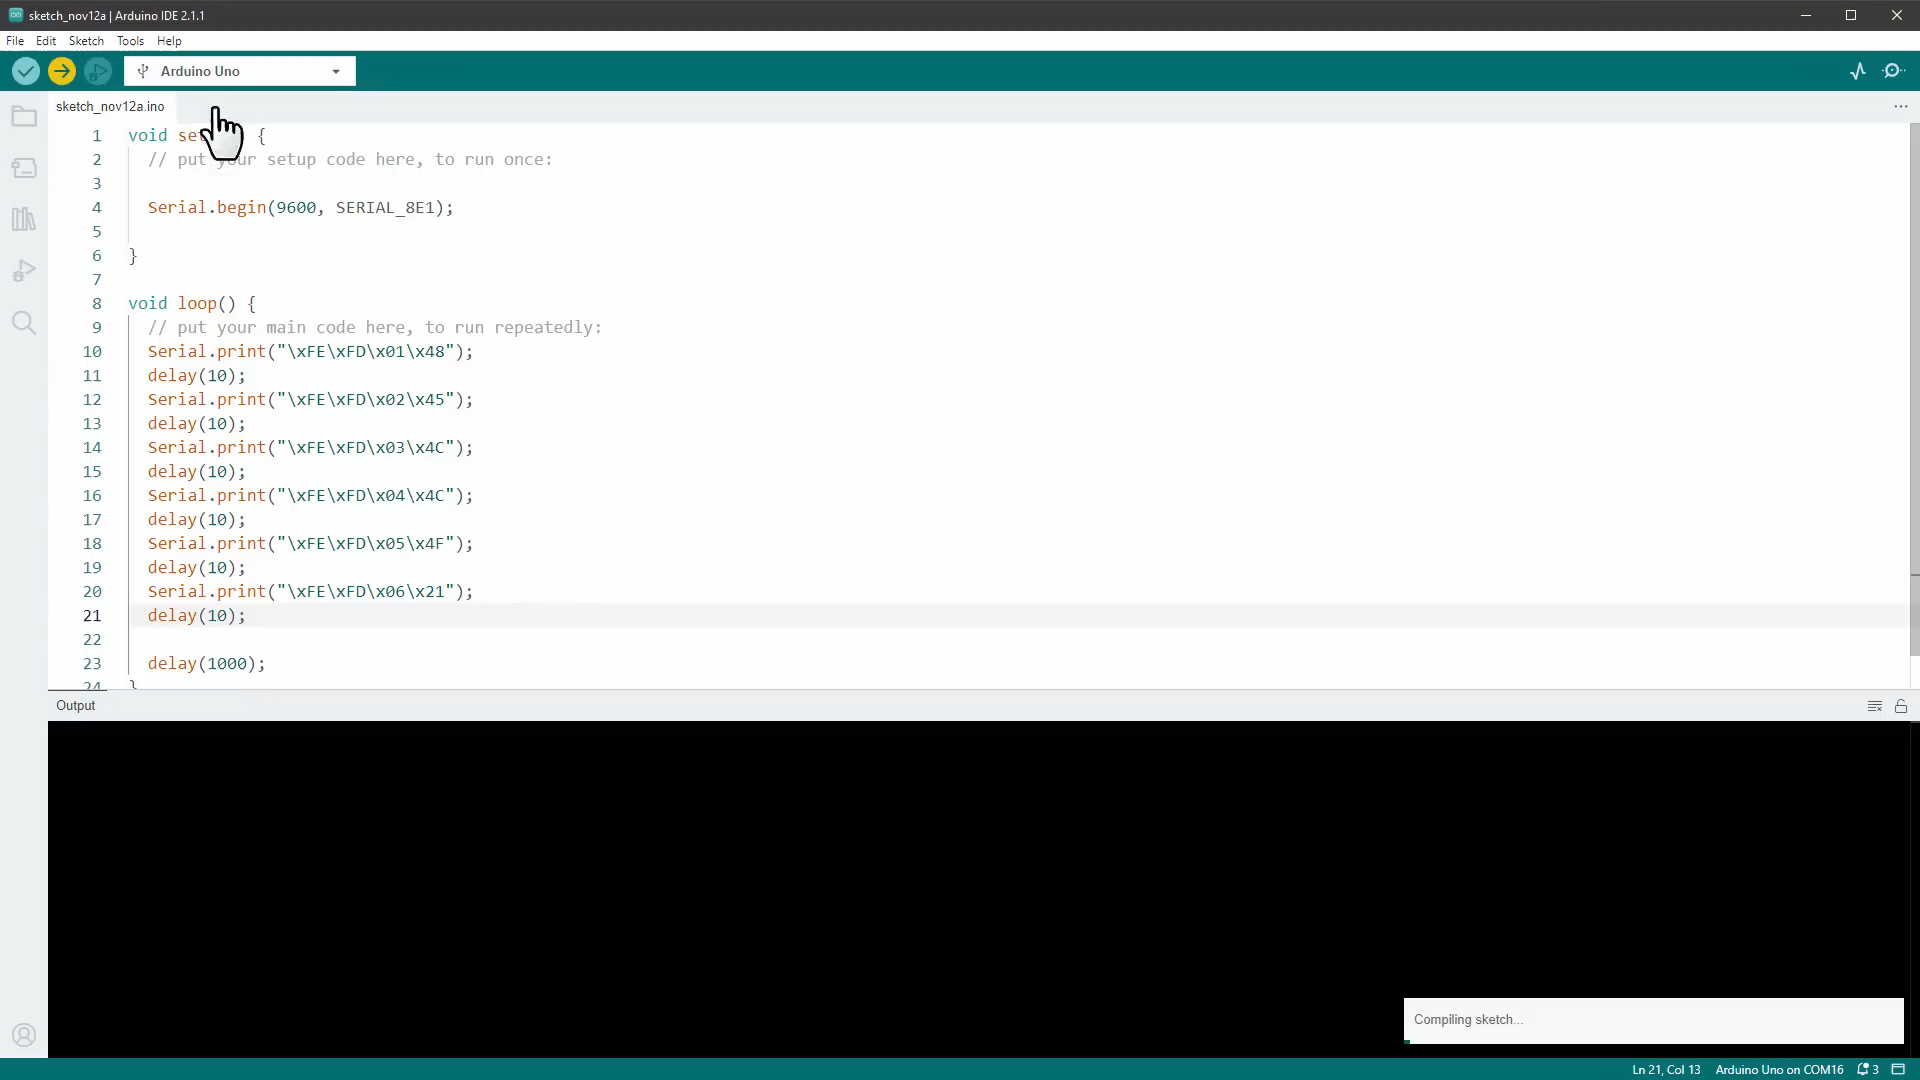 sketch_nov12a | Arduino IDE 2.1.1
File Edit Sketch Tools Help
Arduino Uno
sketch_nov12a.ino
1 void {
2 // put your setup code here, to run once:
3
4 Serial.begin(9600, SERIAL_8E1);
5
6 }
7
8 void loop() {
9 // put your main code here, to run repeatedly:
10 Serial.print("\xFE\xFD\x01\x48");
11 delay(10);
12 Serial.print("\xFE\xFD\x02\x45");
13 delay(10);
14 Serial.print("\xFE\xFD\x03\x4C");
15 delay(10);
16 Serial.print("\xFE\xFD\x04\x4C");
17 delay(10);
18 Serial.print("\xFE\xFD\x05\x4F");
19 delay(10);
20 Serial.print("\xFE\xFD\x06\x21");
21 delay(10);
22
23 delay(1000);
24 }
Output
Compiling sketch...
Ln 21, Col 13 Arduino Uno on COM16 3